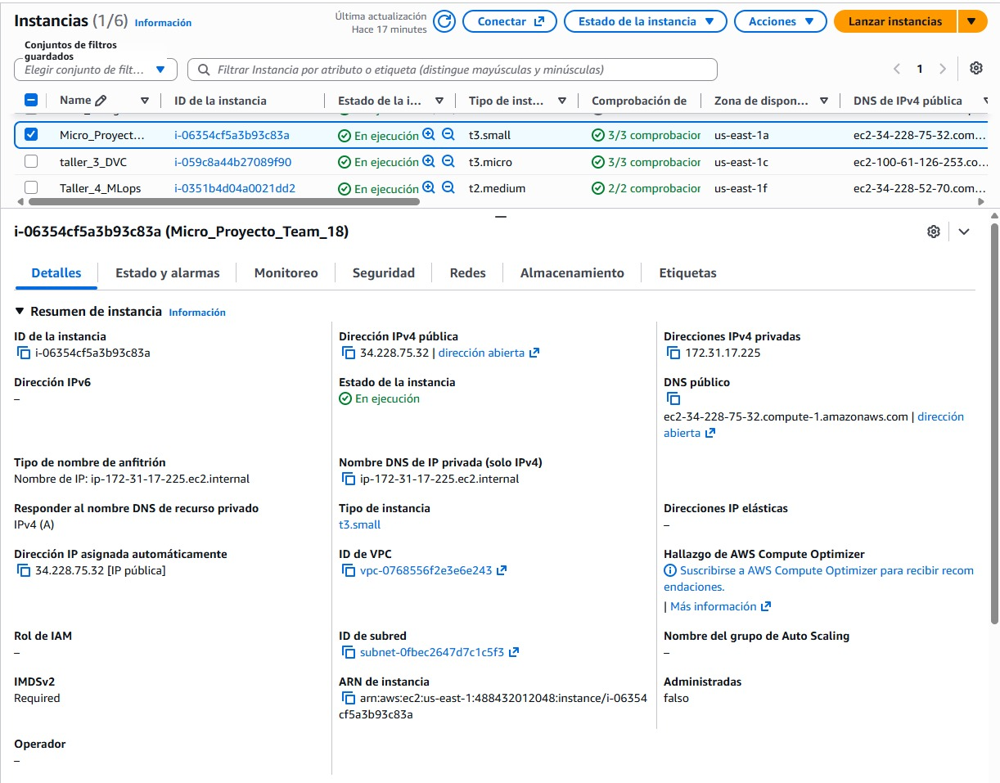 Instancias (1/6) Información
Última actualización
Hace 17 minutes
Conectar
Estado de la instancia
Acciones
Lanzar instancias
Conjuntos de filtros
guardados
Elegir conjunto de filt...
Filtrar Instancia por atributo o etiqueta (distingue mayúsculas y minúsculas)
1
Name ID de la instancia Estado de la i... Tipo de inst... Comprobación de Zona de dispon... DNS de IPv4 pública
Micro_Proyect... i-06354cf5a3b93c83a En ejecución t3.small 3/3 comprobacior us-east-1a ec2-34-228-75-32.com...
taller_3_DVC i-059c8a44b27089f90 En ejecución t3.micro 3/3 comprobacior us-east-1c ec2-100-61-126-253.co...
Taller_4_MLops i-0351b4d04a0021dd2 En ejecución t2.medium 2/2 comprobacior us-east-1f ec2-34-228-52-70.com...
i-06354cf5a3b93c83a (Micro_Proyecto_Team_18)
Detalles Estado y alarmas Monitoreo Seguridad Redes Almacenamiento Etiquetas
Resumen de instancia Información
ID de la instancia
i-06354cf5a3b93c83a
Dirección IPv4 pública
34.228.75.32 | dirección abierta
Direcciones IPv4 privadas
172.31.17.225
Dirección IPv6
–
Estado de la instancia
En ejecución
DNS público
ec2-34-228-75-32.compute-1.amazonaws.com | dirección
abierta
Tipo de nombre de anfitrión
Nombre de IP: ip-172-31-17-225.ec2.internal
Nombre DNS de IP privada (solo IPv4)
ip-172-31-17-225.ec2.internal
Responder al nombre DNS de recurso privado
IPv4 (A)
Tipo de instancia
t3.small
Direcciones IP elásticas
–
Dirección IP asignada automáticamente
34.228.75.32 [IP pública]
ID de VPC
vpc-0768556f2e3e6e243
Hallazgo de AWS Compute Optimizer
Suscribirse a AWS Compute Optimizer para recibir recom
endaciones.
| Más información
Rol de IAM
–
ID de subred
subnet-0fbec2647d7c1c5f3
Nombre del grupo de Auto Scaling
–
IMDSv2
Required
ARN de instancia
arn:aws:ec2:us-east-1:488432012048:instance/i-06354
cf5a3b93c83a
Administradas
falso
Operador
–